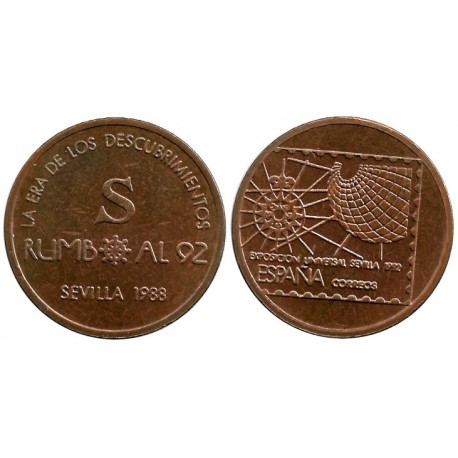 LA ERA DE LOS DESCUBRIMIENTOS
S
RUMBO AL 92
SEVILLA 1988
EXPOSICION UNIVERSAL SEVILLA 1992
ESPAÑA CORREOS